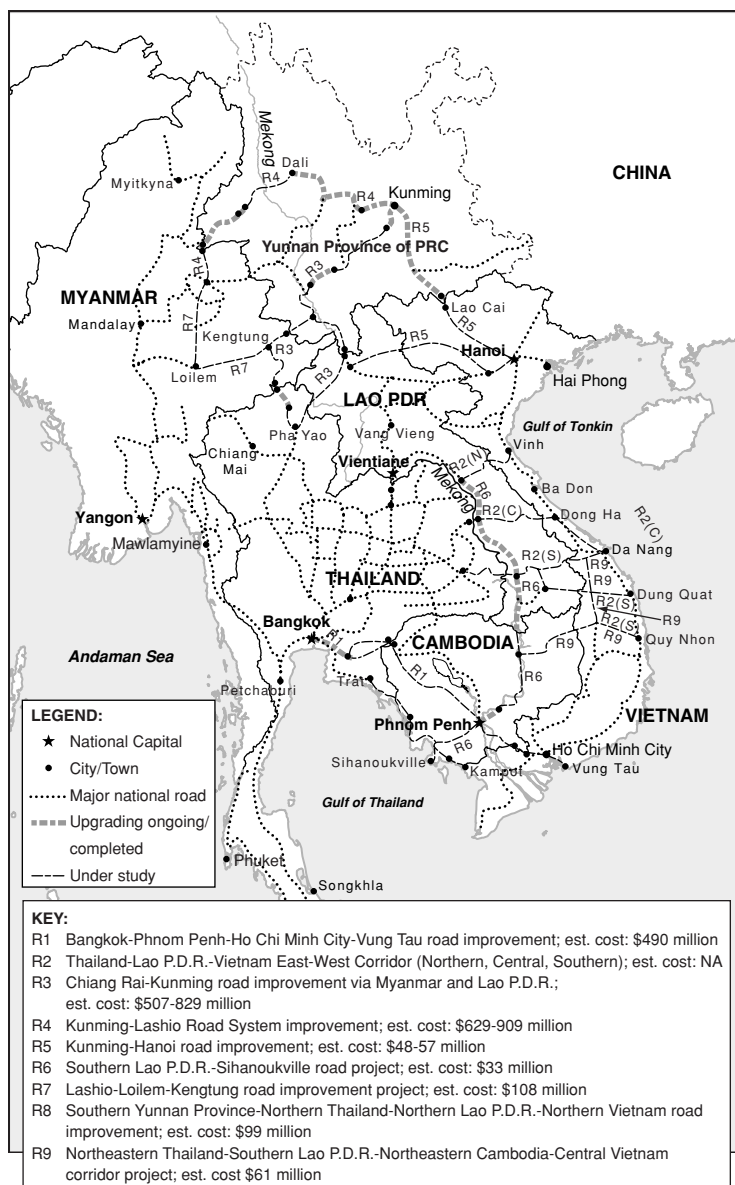 Mekong
Dali
R4
Myitkyna
CHINA
R4
Kunming
R5
Yunnan Province of PRC
R4
R3
MYANMAR
R7
Lao Cai
Mandalay
Kengtung
R5
R5
Hanoi
R3
Loilem
R7
R3
Hai Phong
LAO PDR
Pha Yao
Vang Vieng
Gulf of Tonkin
Chiang
Mai
Vinh
Vientiane
R2(N)
Mekong
R6
Ba Don
Yangon
R2(C)
Dong Ha
R2(C)
Mawlamyine
R2(S)
Da Nang
R9
THAILAND
R6
R9
Dung Quat
R2(S)
R9
Bangkok
R2(S)
R1
CAMBODIA
R9
R9
Quy Nhon
Andaman Sea
R1
R6
Petchaburi
Trat
VIETNAM
Phnom Penh
R6
Ho Chi Minh City
Sihanoukville
Kampot
Vung Tau
Gulf of Thailand
Phuket
Songkhla
LEGEND:
National Capital
City/Town
Major national road
Upgrading ongoing/
completed
Under study
KEY:
R1 Bangkok-Phnom Penh-Ho Chi Minh City-Vung Tau road improvement; est. cost: $490 million
R2 Thailand-Lao P.D.R.-Vietnam East-West Corridor (Northern, Central, Southern); est. cost: NA
R3 Chiang Rai-Kunming road improvement via Myanmar and Lao P.D.R.;
est. cost: $507-829 million
R4 Kunming-Lashio Road System improvement; est. cost: $629-909 million
R5 Kunming-Hanoi road improvement; est. cost: $48-57 million
R6 Southern Lao P.D.R.-Sihanoukville road project; est. cost: $33 million
R7 Lashio-Loilem-Kengtung road improvement project; est. cost: $108 million
R8 Southern Yunnan Province-Northern Thailand-Northern Lao P.D.R.-Northern Vietnam road
improvement; est. cost: $99 million
R9 Northeastern Thailand-Southern Lao P.D.R.-Northeastern Cambodia-Central Vietnam
corridor project; est. cost $61 million